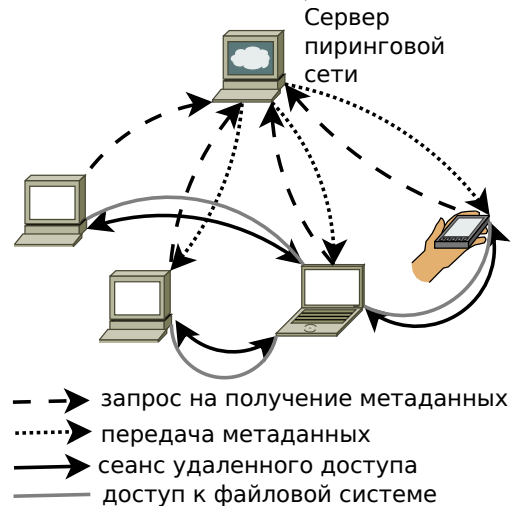 Сервер
пиринговой
сети
запрос на получение метаданных
передача метаданных
сеанс удаленного доступа
доступ к файловой системе